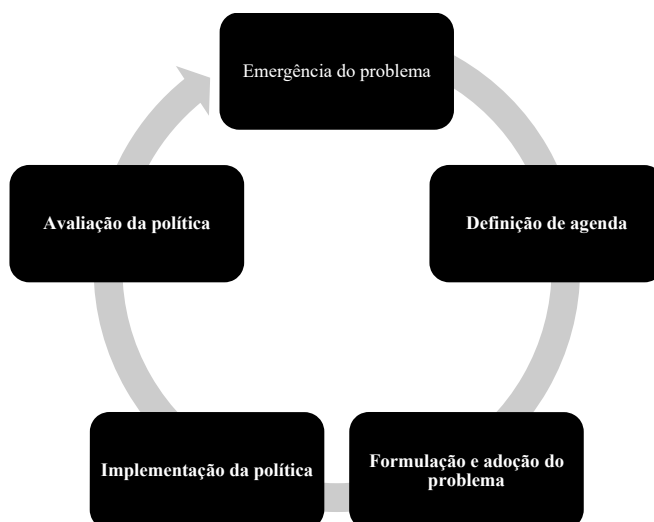 Emergência do problema
Definição de agenda
Formulação e adoção do
problema
Implementação da política
Avaliação da política